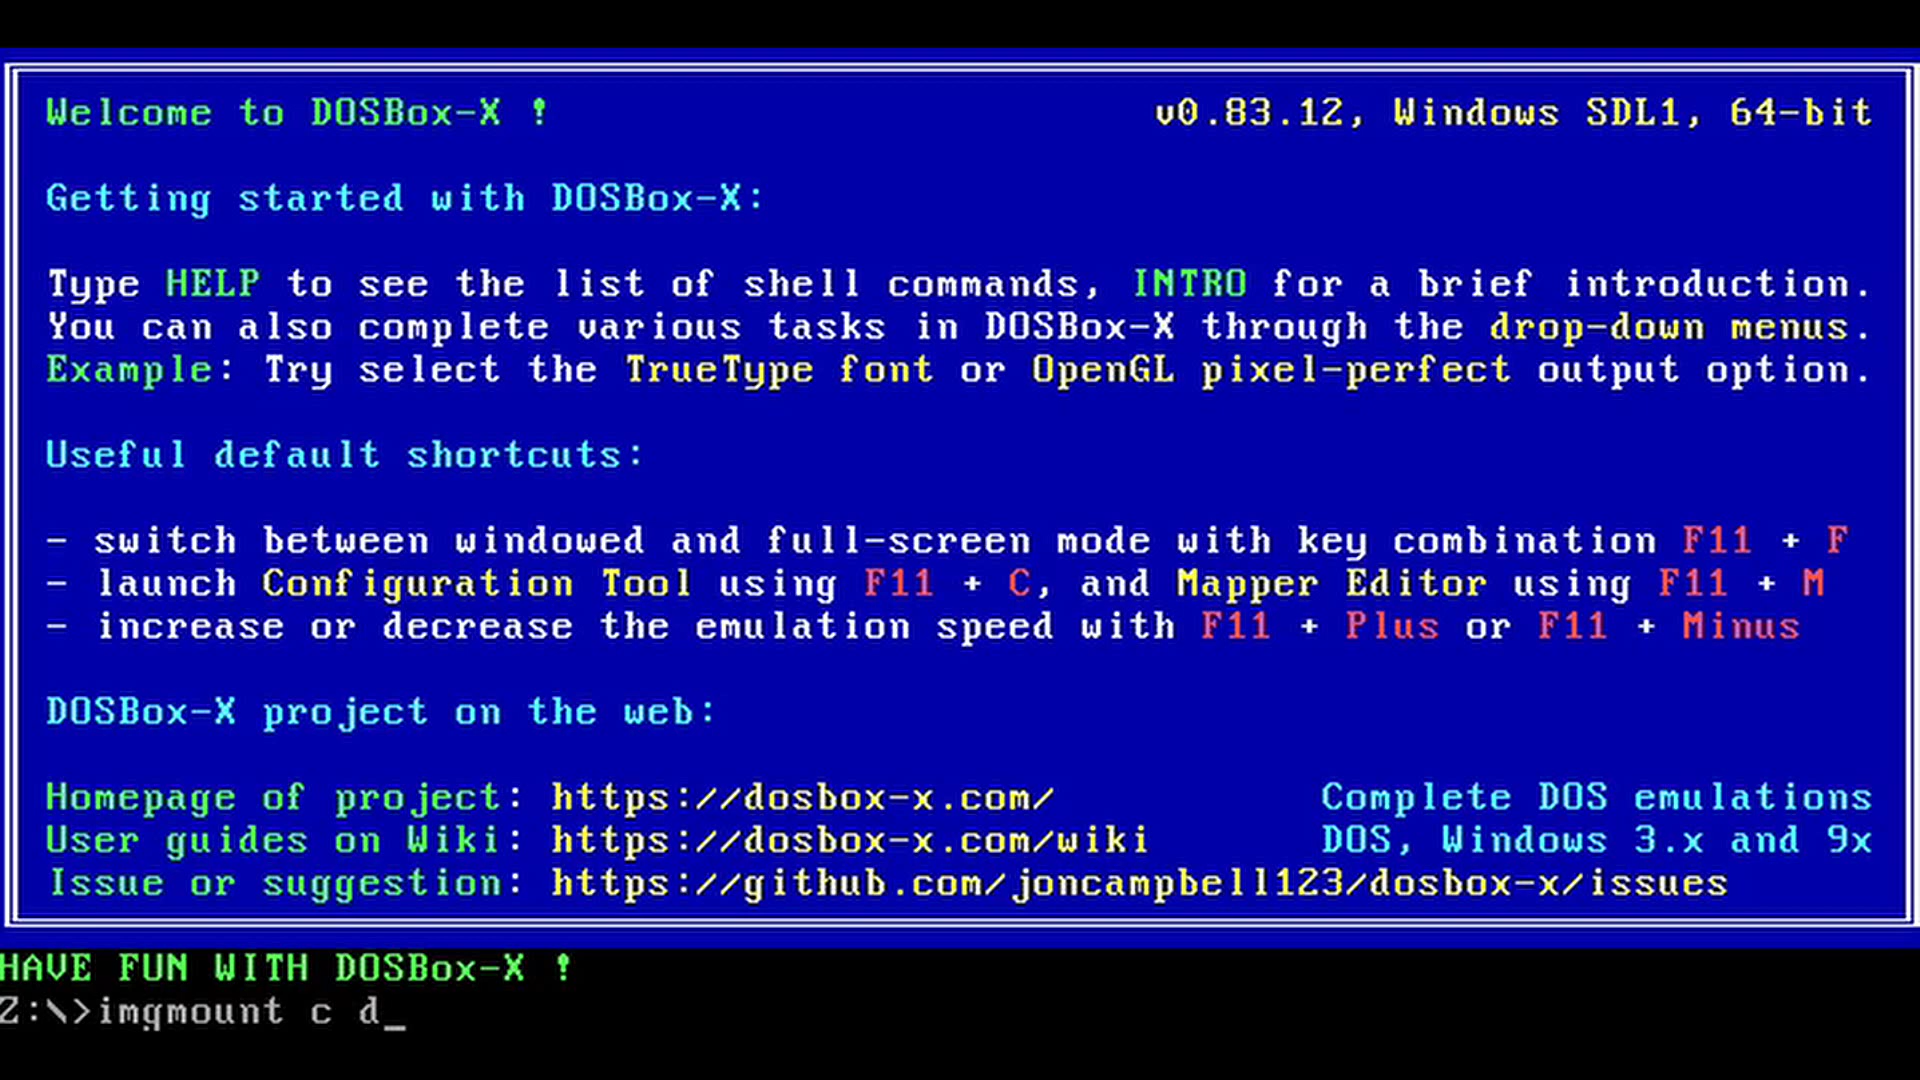 Welcome to DOSBox-X ! v0.83.12, Windows SDL1, 64-bit
Getting started with DOSBox-X:
Type HELP to see the list of shell commands, INTRO for a brief introduction.
You can also complete various tasks in DOSBox-X through the drop-down menus.
Example: Try select the TrueType font or OpenGL pixel-perfect output option.
Useful default shortcuts:
- switch between windowed and full-screen mode with key combination F11 + F
- launch Configuration Tool using F11 + C, and Mapper Editor using F11 + M
- increase or decrease the emulation speed with F11 + Plus or F11 + Minus
DOSBox-X project on the web:
Homepage of project: https://dosbox-x.com/ Complete DOS emulations
User guides on Wiki: https://dosbox-x.com/wiki DOS, Windows 3.x and 9x
Issue or suggestion: https://github.com/joncampbell123/dosbox-x/issues
HAVE FUN WITH DOSBox-X !
Z:\>imgmount c d_